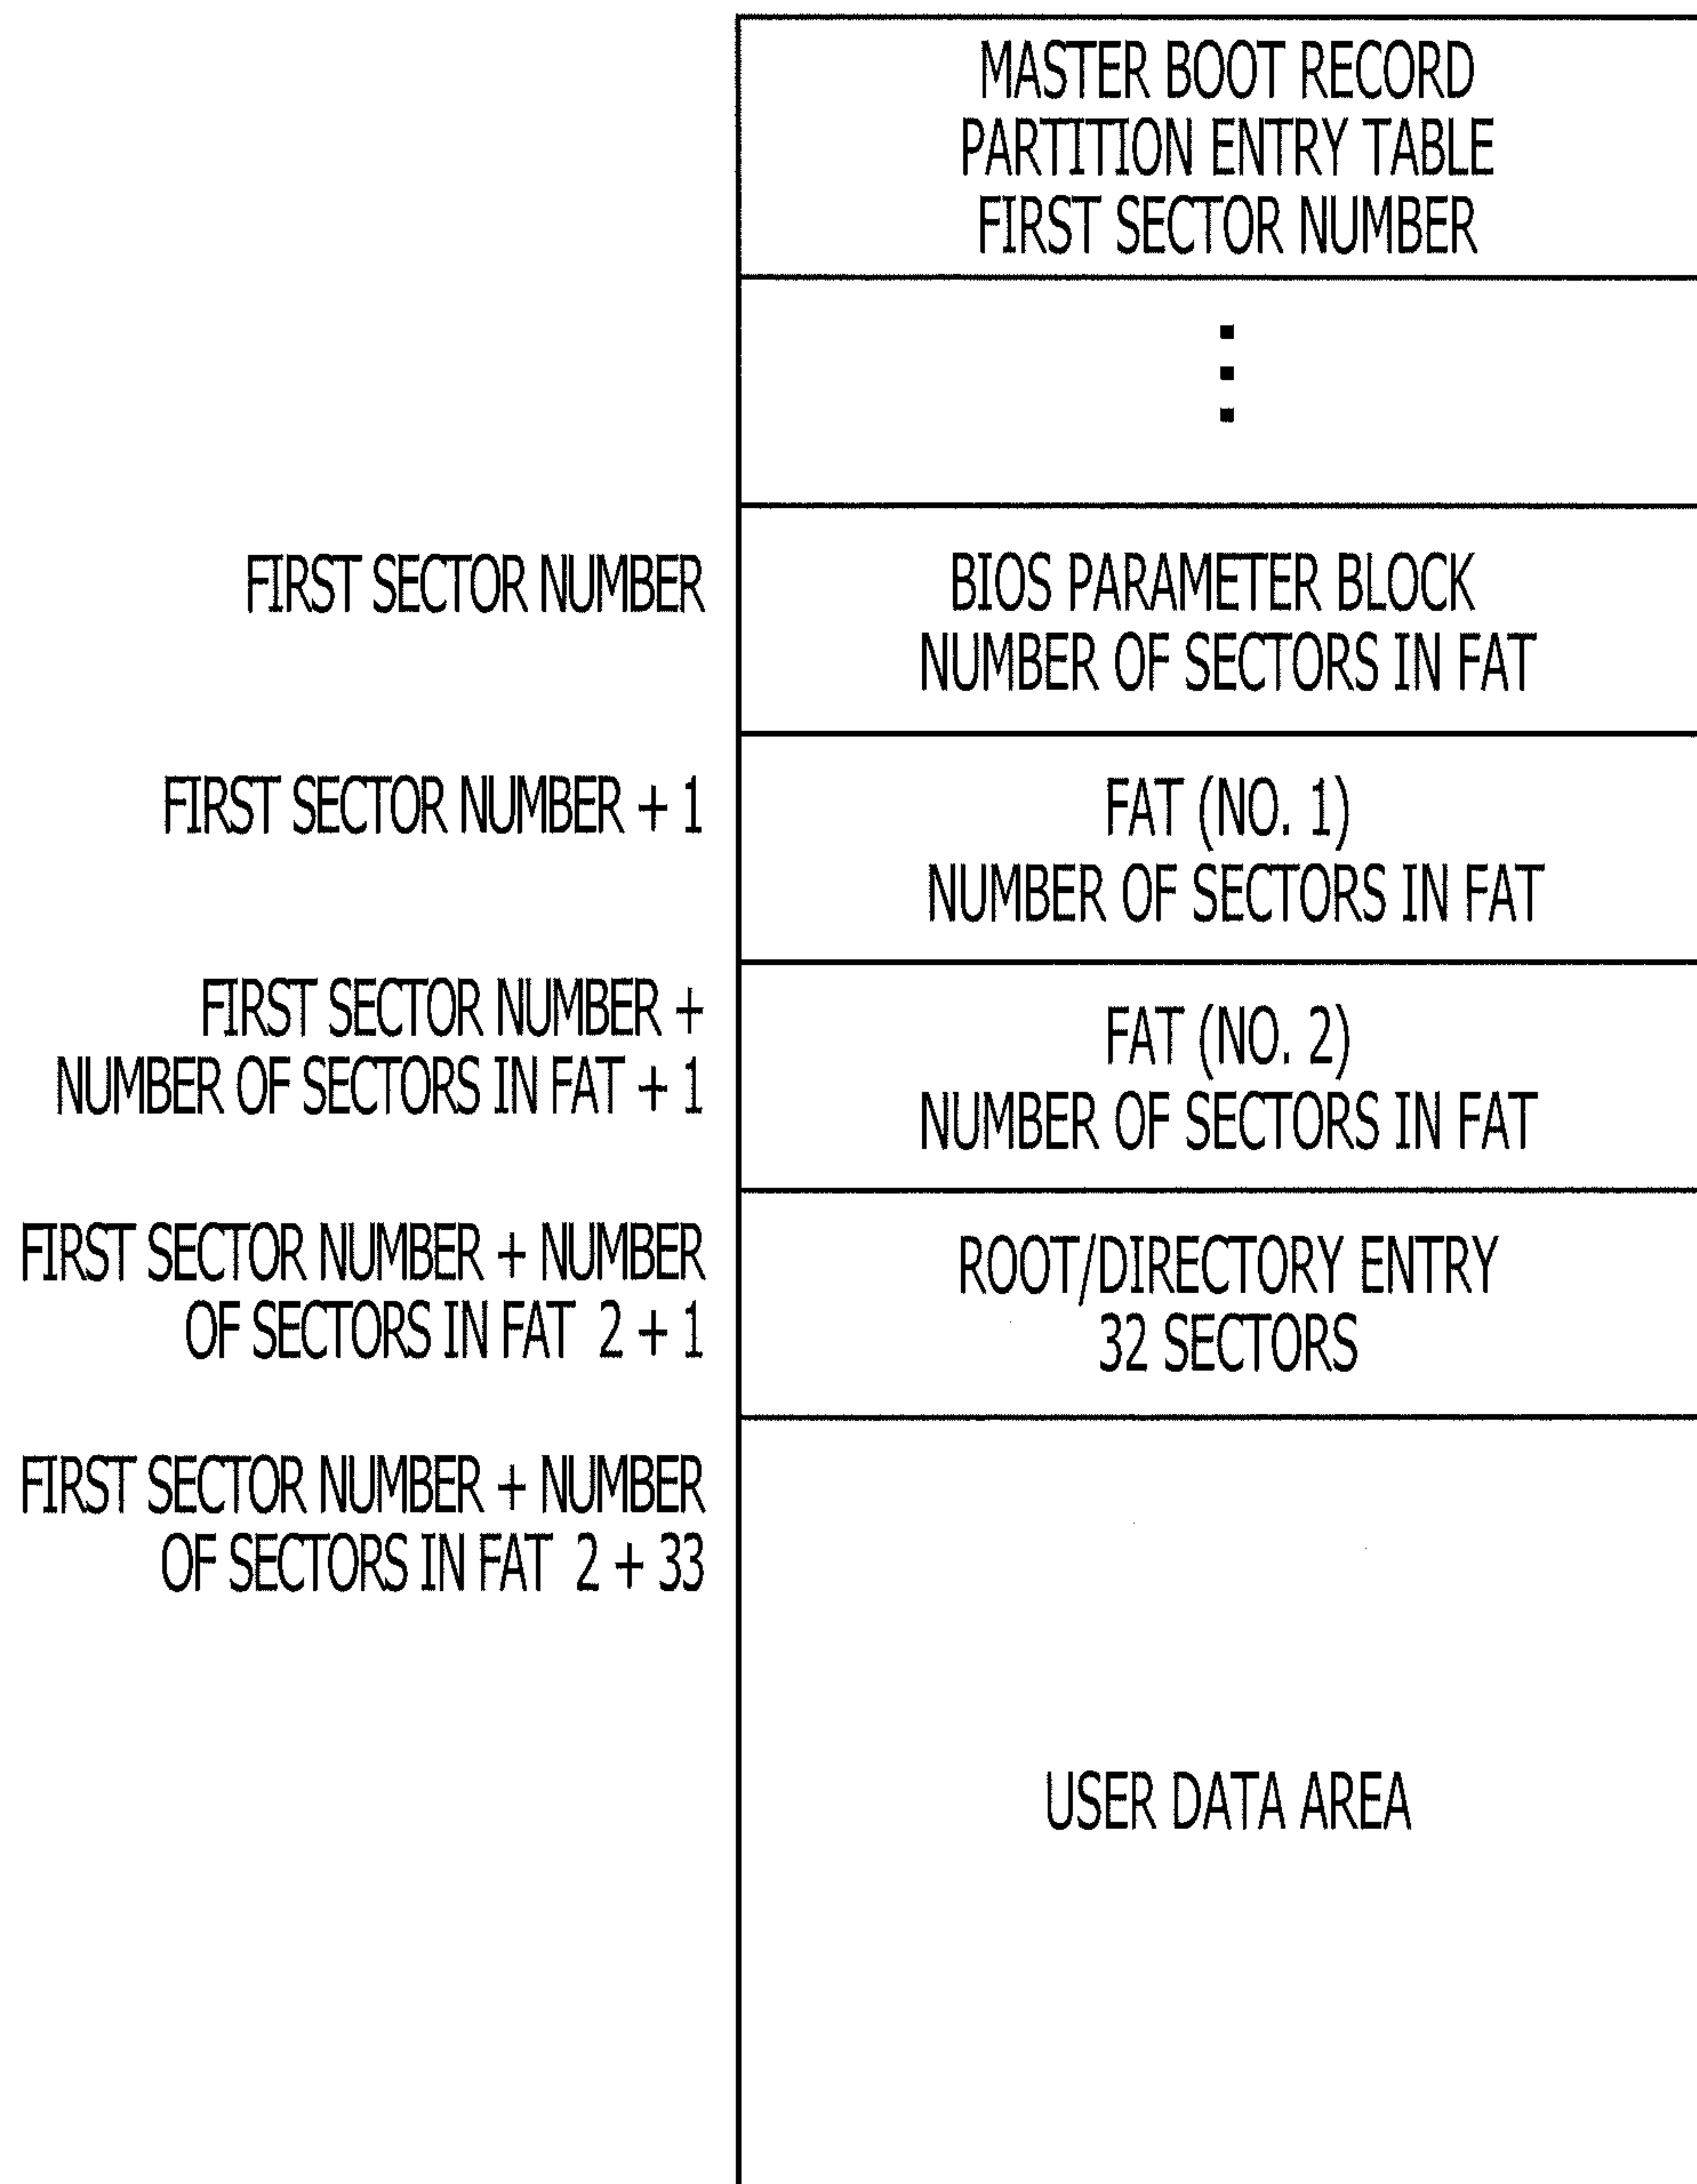 MASTER BOOT RECORD
PARTITION ENTRY TABLE
FIRST SECTOR NUMBER
FIRST SECTOR NUMBER
BIOS PARAMETER BLOCK
NUMBER OF SECTORS IN FAT
FIRST SECTOR NUMBER + 1
FAT (NO. 1)
NUMBER OF SECTORS IN FAT
FIRST SECTOR NUMBER +
NUMBER OF SECTORS IN FAT + 1
FAT (NO. 2)
NUMBER OF SECTORS IN FAT
FIRST SECTOR NUMBER + NUMBER
OF SECTORS IN FAT 2 + 1
ROOT/DIRECTORY ENTRY
32 SECTORS
FIRST SECTOR NUMBER + NUMBER
OF SECTORS IN FAT 2 + 33
USER DATA AREA